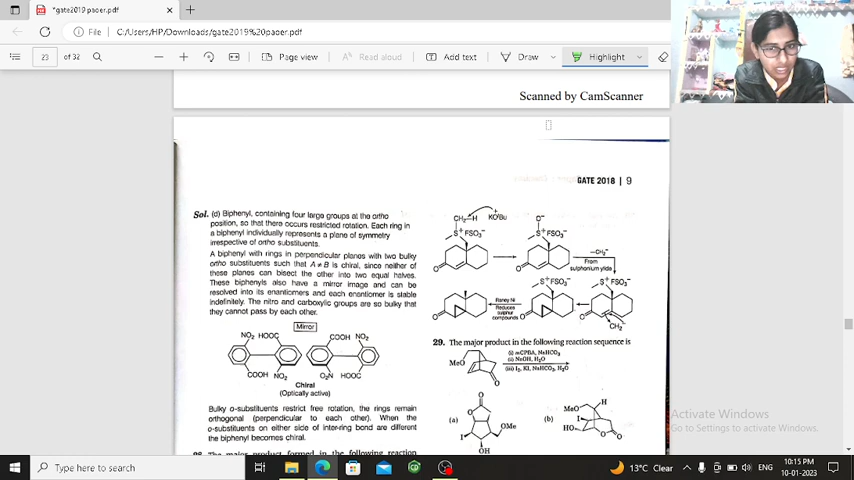 *gate2019 paoer.pdf
File
C:/Users/HP/Downloads/gate2019%20paoer.pdf
23 of 32
Page view
Read aloud
Add text
Draw
Highlight
Scanned by CamScanner
GATE 2018 | 9
Sol. (d) Biphenyl, containing four large groups at the ortho
position, so that there occurs restricted rotation. Each ring in
a biphenyl individually represents a plane of symmetry
irrespective of ortho substituents.
A biphenyl with rings in perpendicular planes with two bulky
ortho substituents such that A ≠ B is chiral, since neither of
these planes can bisect the other into two equal halves.
These biphenyls also have a mirror image and can be
resolved into its enantiomers and each enantiomer is stable
indefinitely. The nitro and carboxylic groups are so bulky that
they cannot pass by each other.
Mirror
NO₂ HOOC COOH NO₂
COOH NO₂ O₂N HOOC
Chiral
(Optically active)
Bulky o-substituents restrict free rotation, the rings remain
orthogonal (perpendicular to each other). When the
o-substituents on either side of inter-ring bond are different
the biphenyl becomes chiral.
CH₂—H KOᵗBu
S⁺ FSO₃⁻
S⁺ FSO₃⁻
—CH₂⁻
From
sulphonium ylide
S⁺ FSO₃⁻ S⁺ FSO₃⁻
Raney Ni
Reduces
sulphur
compounds
CH₂⁻
29. The major product in the following reaction sequence is
(i) mCPBA, NaHCO₃
(ii) NaOH, H₂O
(iii) I₂, KI, NaHCO₃, H₂O
MeO
O
(a) O O I OMe OH
(b) MeO H I HO O O
Activate Windows
Go to Settings to activate Windows.
Type here to search
13°C Clear
ENG
10:15 PM
10-01-2023